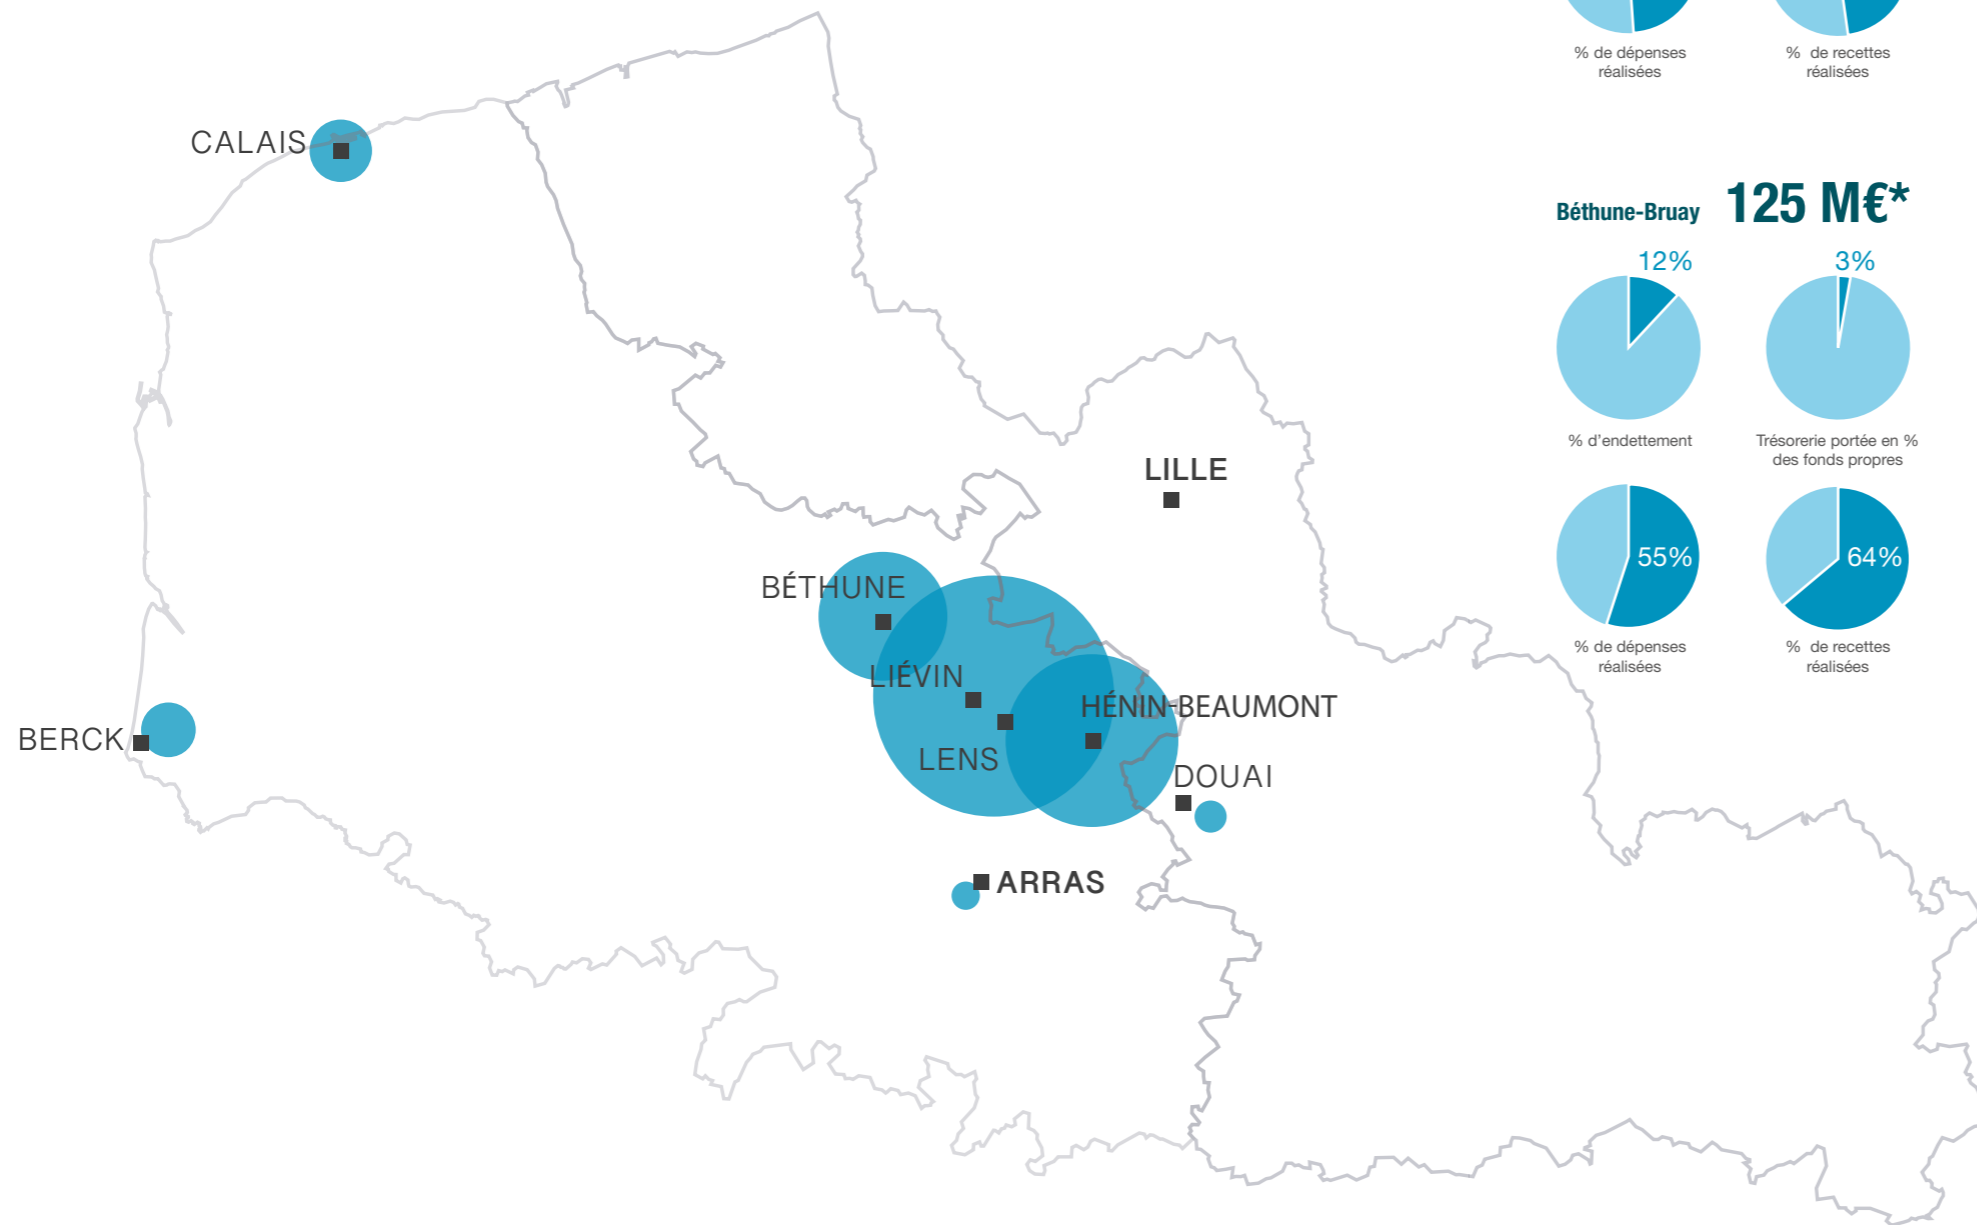 % de dépenses
réalisées
% de recettes
réalisées
CALAIS
Béthune-Bruay
125 M€*
12%
3%
% d'endettement
Trésorerie portée en %
des fonds propres
LILLE
55%
64%
BÉTHUNE
% de dépenses
réalisées
% de recettes
réalisées
LIÉVIN
HÉNIN-BEAUMONT
BERCK
LENS
DOUAI
ARRAS